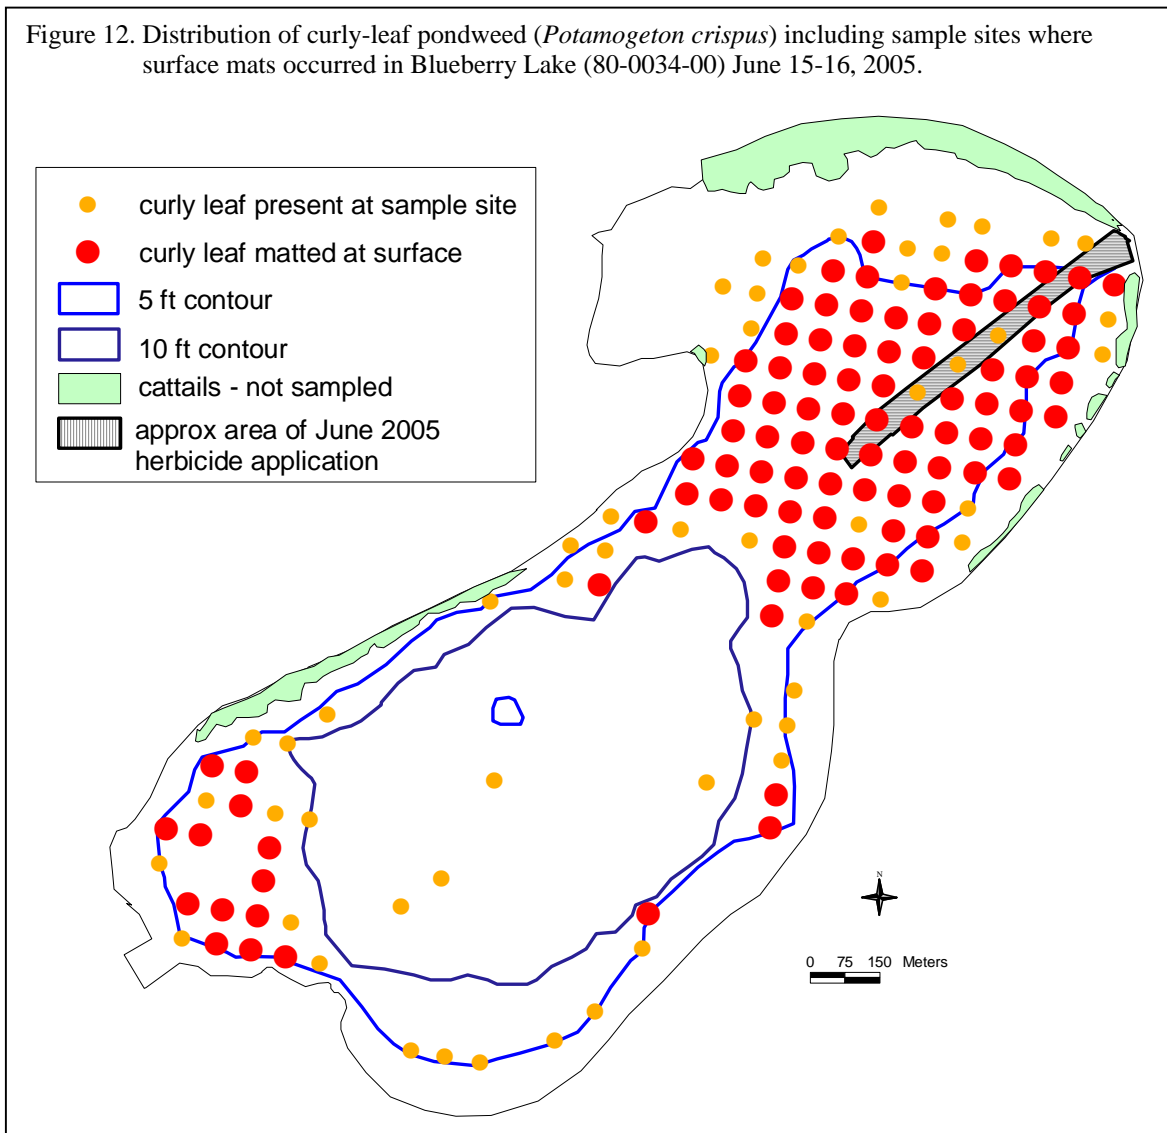 Figure 12. Distribution of curly-leaf pondweed (Potamogeton crispus) including sample sites where
surface mats occurred in Blueberry Lake (80-0034-00) June 15-16, 2005.
curly leaf present at sample site
curly leaf matted at surface
5 ft contour
10 ft contour
cattails - not sampled
approx area of June 2005
herbicide application
N
0 75 150 Meters